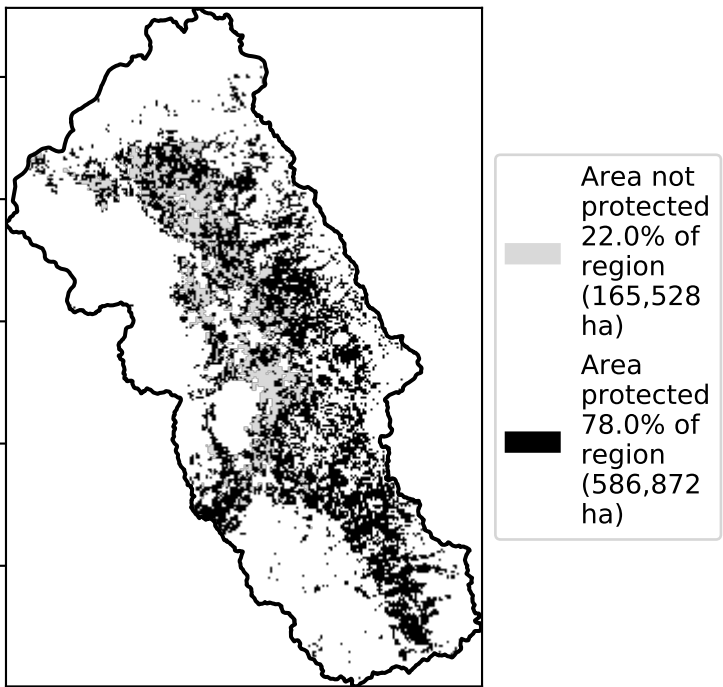 Area not
protected
22.0% of
region
(165,528
ha)
Area
protected
78.0% of
region
(586,872
ha)